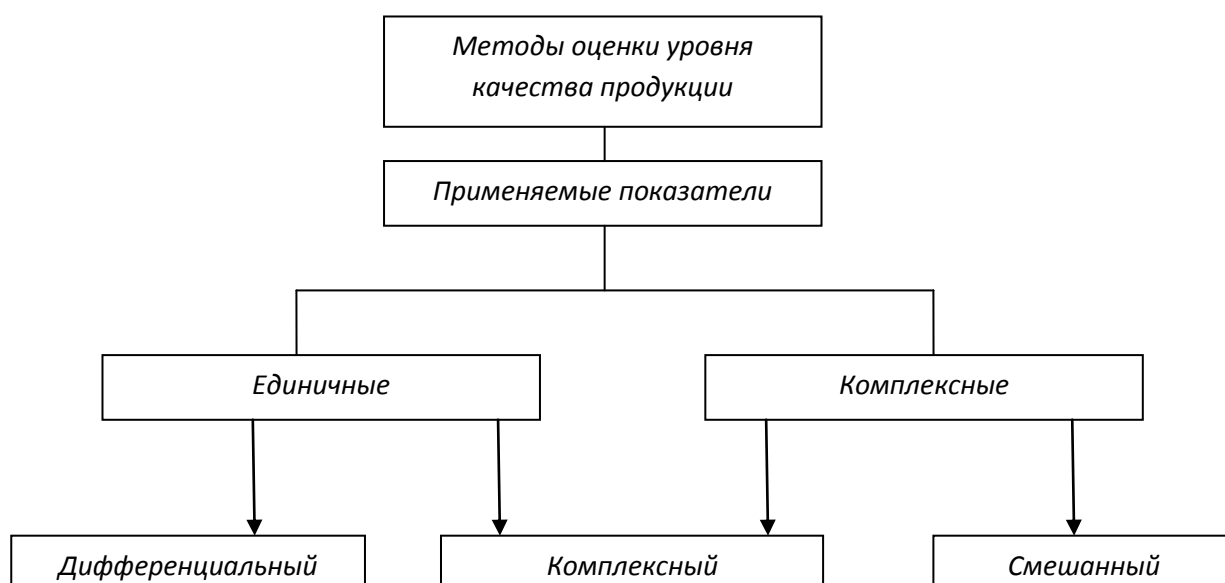 Методы оценки уровня
качества продукции
Применяемые показатели
Единичные
Комплексные
Дифференциальный
Комплексный
Смешанный